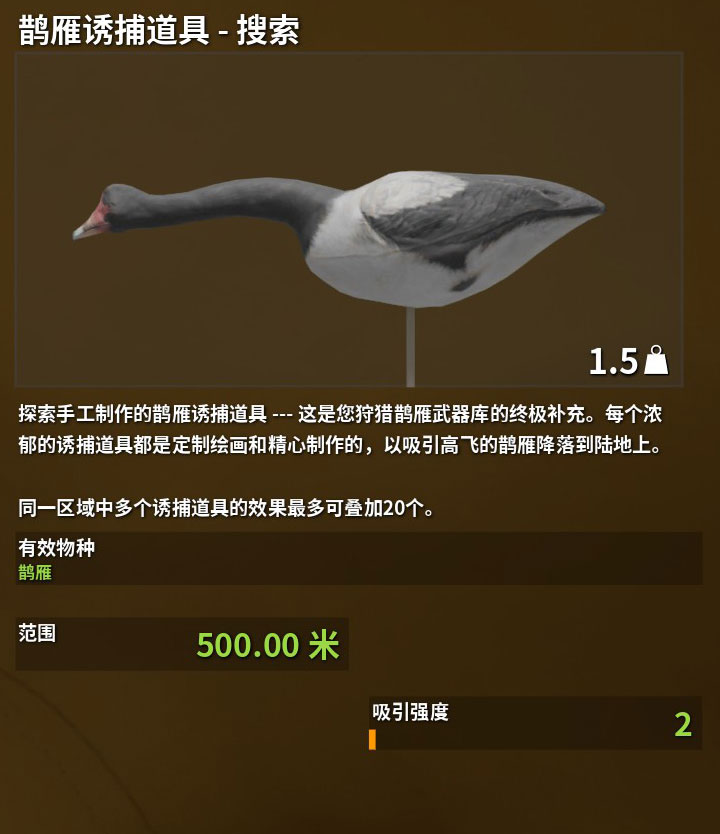 鹊雁诱捕道具 - 搜索
1.5
探索手工制作的鹊雁诱捕道具 --- 这是您狩猎鹊雁武器库的终极补充。每个浓
郁的诱捕道具都是定制绘画和精心制作的，以吸引高飞的鹊雁降落到陆地上。
同一区域中多个诱捕道具的效果最多可叠加20个。
有效物种
鹊雁
范围
500.00 米
吸引强度
2